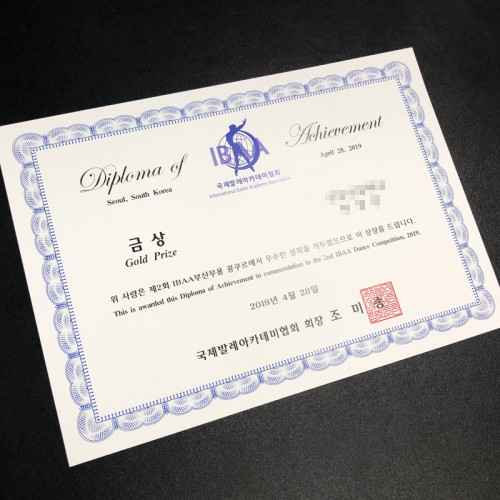 Diploma of Achievement
IBAA
국제발레아카데미협회
International Ballet Academy Association
Seoul, South Korea
April 28, 2019
금 상
Gold Prize
위 사람은 제2회 IBAA부산무용 콩쿠르에서 우수한 성적을 거두었으므로 이 상장을 드립니다.
This is awarded this Diploma of Achievement in commendation in the 2nd IBAA Dance Competition, 2019.
2019년 4월 28일
국제발레아카데미협회 회장 조 미 송